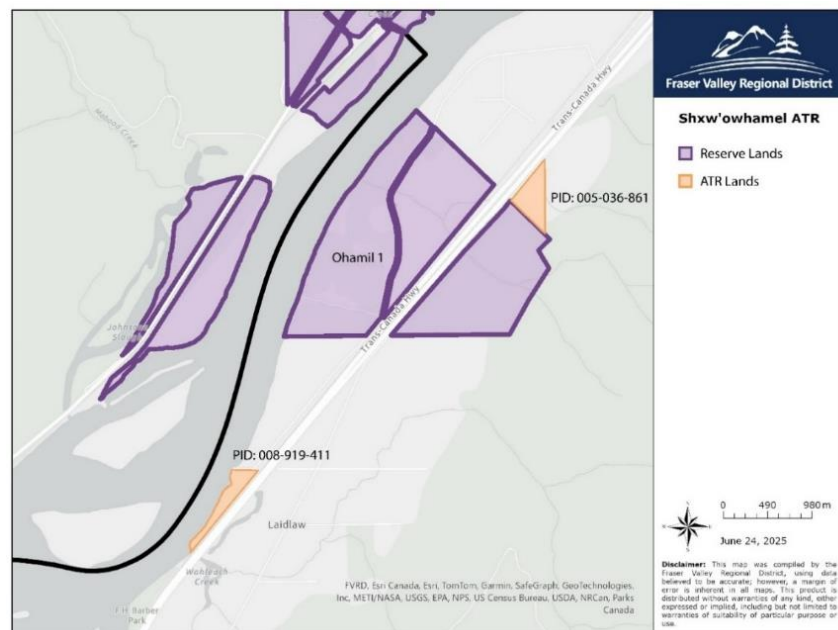 Trans-Canada Hwy
Fraser Valley Regional District
Shxw'owhamel ATR
Reserve Lands
ATR Lands
PID: 005-036-861
Ohamil 1
Trans-Canada Hwy
PID: 008-919-411
Laidlaw
Wahleach
Creek
F. H. Barber
Park
FVRD, Esri Canada, Esri, TomTom, Garmin, SafeGraph, GeoTechnologies,
Inc, METI/NASA, USGS, EPA, NPS, US Census Bureau, USDA, NRCan, Parks
Canada
0 490 980m
June 24, 2025
Disclaimer: This map was compiled by the
Fraser Valley Regional District, using data
believed to be accurate; however, a margin of
error is inherent in all maps. This product is
distributed without warranties of any kind, either
expressed or implied, including but not limited to
warranties of suitability of particular purpose or
use.